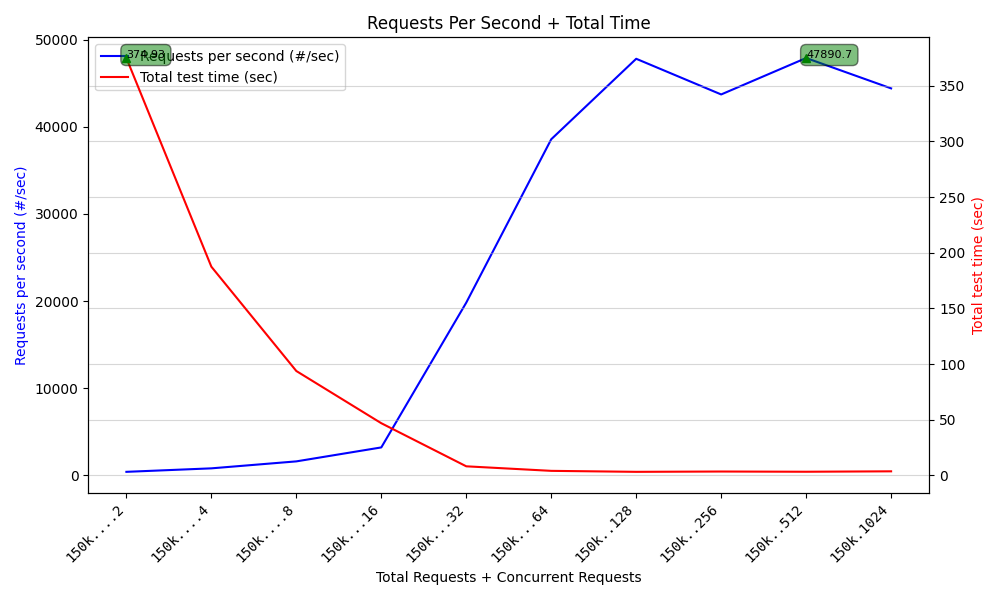 Requests Per Second + Total Time
50000
40000
30000
20000
10000
0
Requests per second (#/sec)
374.93
Requests per second (#/sec)
Total test time (sec)
47890.7
350
300
250
200
150
100
50
0
Total test time (sec)
150k....2
150k....4
150k....8
150k...16
150k...32
150k...64
150k..128
150k..256
150k..512
150k.1024
Total Requests + Concurrent Requests